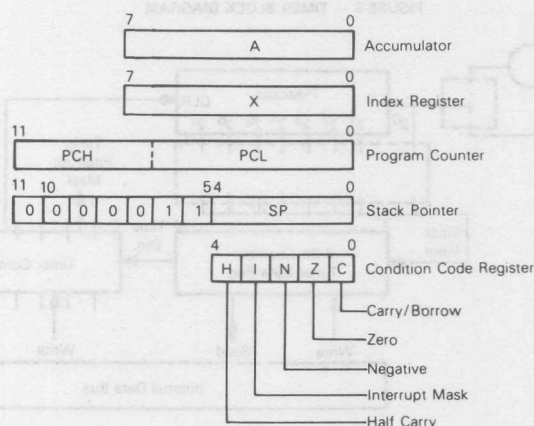 7 0
A Accumulator
7 0
X Index Register
11 0
PCH PCL Program Counter
11 10 5 4 0
0 0 0 0 0 1 1 SP Stack Pointer
4 0
H I N Z C Condition Code Register
Carry/Borrow
Zero
Negative
Interrupt Mask
Half Carry